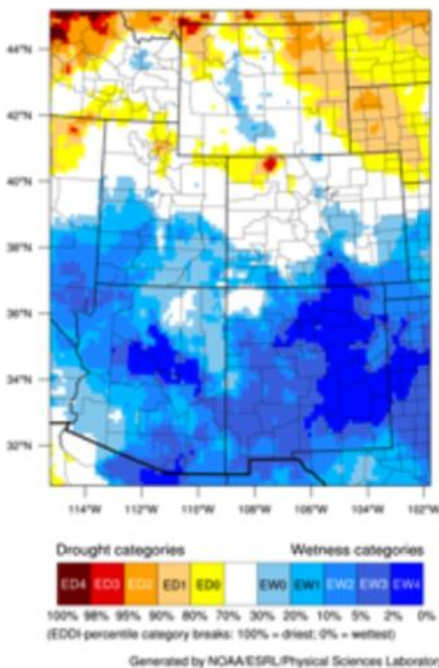 44°N
42°N
40°N
38°N
36°N
34°N
32°N
114°W 112°W 110°W 108°W 106°W 104°W 102°W
Drought categories Wetness categories
ED4 ED3 ED2 ED1 ED0 EW0 EW1 EW2 EW3 EW4
100% 98% 95% 90% 80% 70% 30% 20% 10% 5% 2% 0%
(EDDI-percentile category breaks: 100% = driest; 0% = wettest)
Generated by NOAA/ESRL/Physical Sciences Laborator